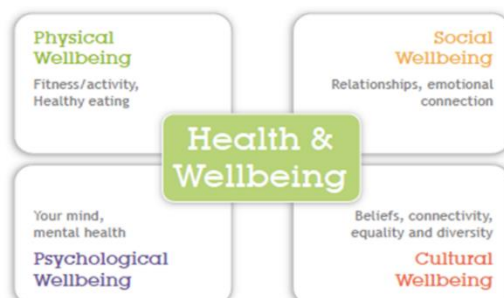 Physical
Wellbeing
Fitness/activity,
Healthy eating
Social
Wellbeing
Relationships, emotional
connection
Health &
Wellbeing
Your mind,
mental health
Psychological
Wellbeing
Beliefs, connectivity,
equality and diversity
Cultural
Wellbeing